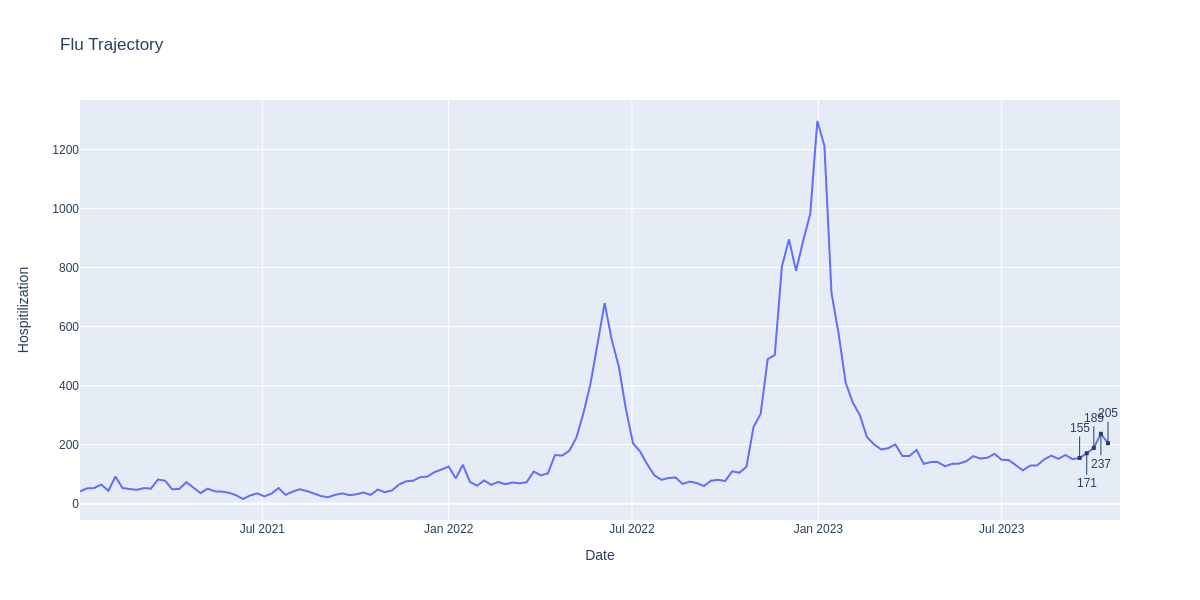 Flu Trajectory
Hospitilization
1200
1000
800
600
400
200
0
155
171
189
237
205
Jul 2021
Jan 2022
Jul 2022
Jan 2023
Jul 2023
Date